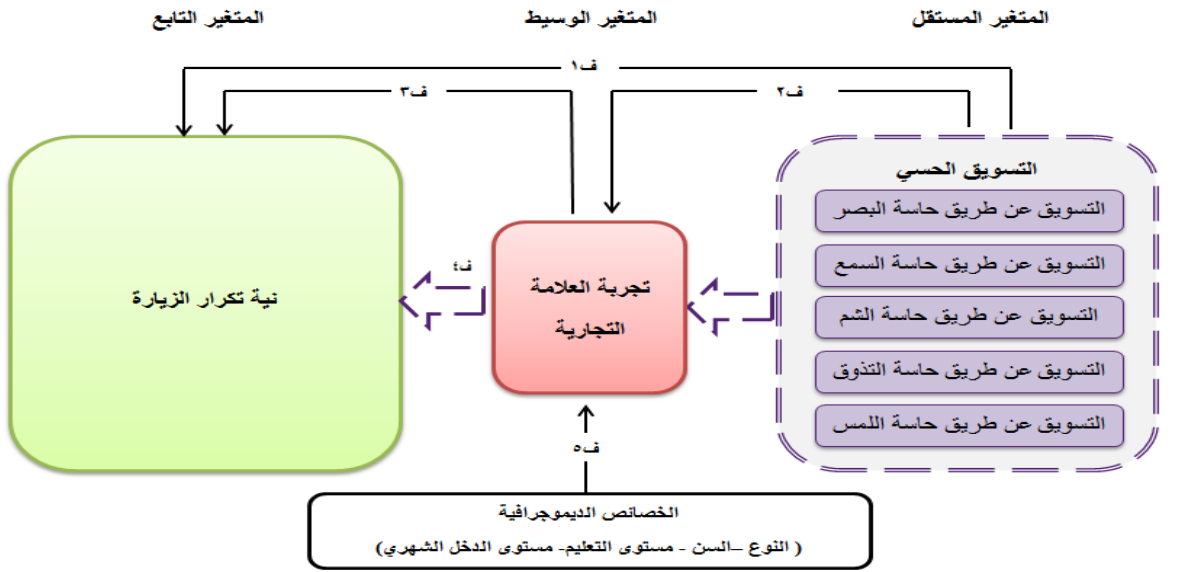 المتغير المستقل
المتغير الوسيط
المتغير التابع
ف١
ف٢
ف٣
التسويق الحسي
التسويق عن طريق حاسة البصر
التسويق عن طريق حاسة السمع
التسويق عن طريق حاسة الشم
التسويق عن طريق حاسة التذوق
التسويق عن طريق حاسة اللمس
تجربة العلامة
التجارية
ف٤
نية تكرار الزيارة
ف٥
الخصائص الديموجرافية
( النوع –السن - مستوى التعليم- مستوى الدخل الشهري)